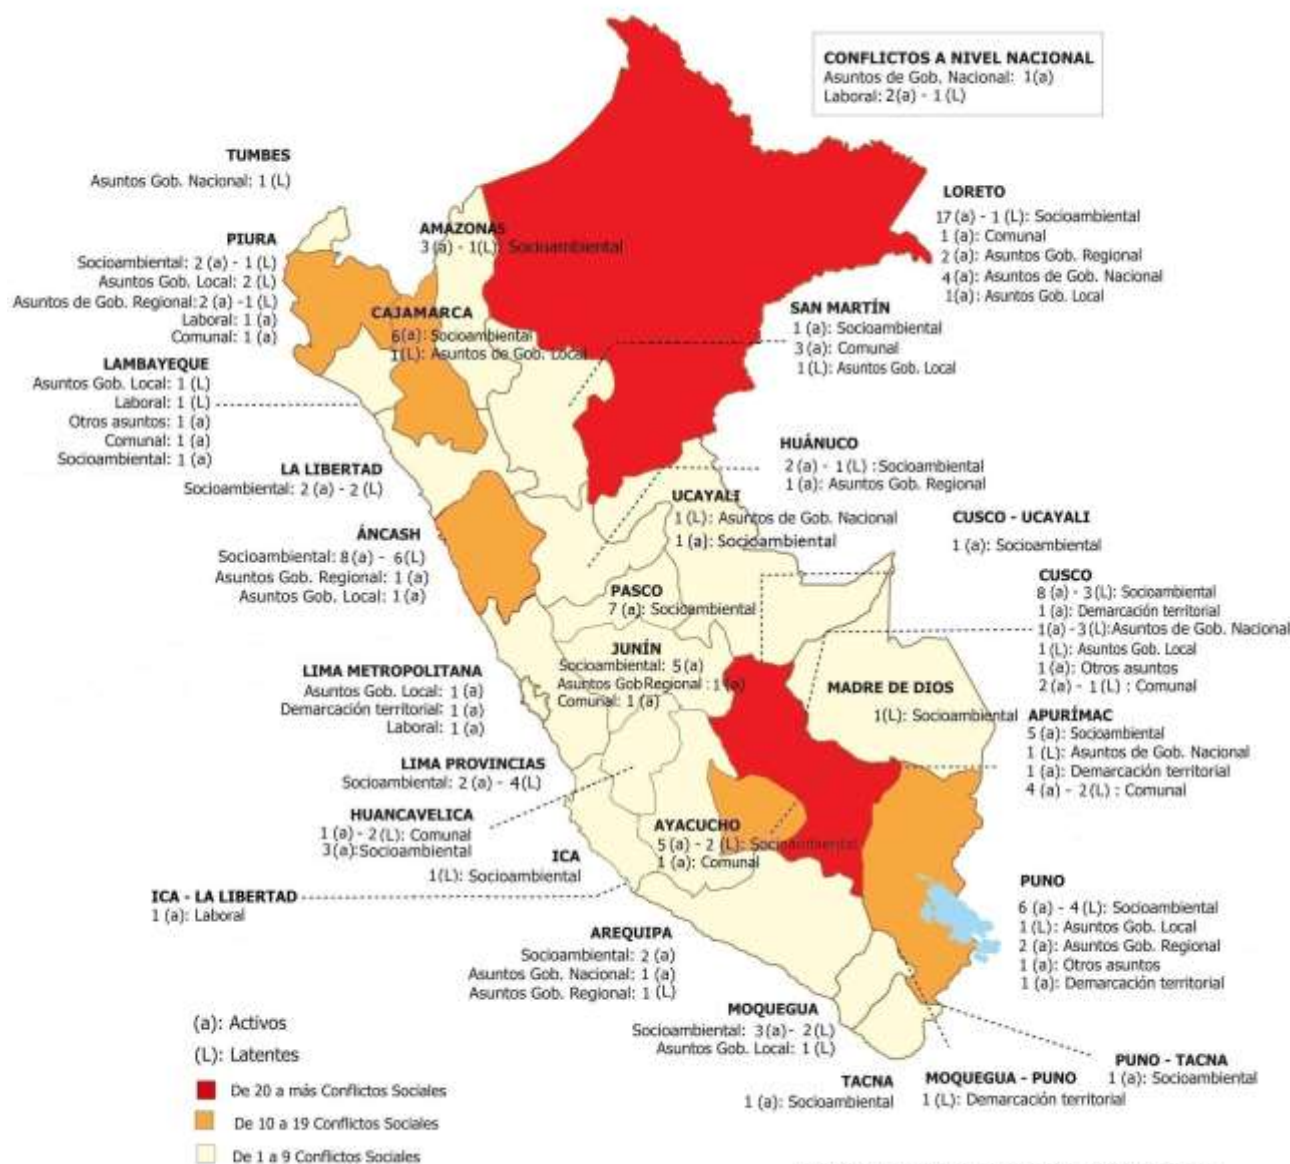 CONFLICTOS A NIVEL NACIONAL
Asuntos de Gob. Nacional: 1(a)
Laboral: 2(a) - 1(L)
TUMBES
Asuntos Gob. Nacional: 1 (L)
PIURA
Socioambiental: 2 (a) - 1 (L)
Asuntos Gob. Local: 2 (L)
Asuntos de Gob. Regional: 2 (a) -1 (L)
Laboral: 1 (a)
Comunal: 1 (a)
AMAZONAS
3 (a) - 1(L): Socioambiental
LORETO
17 (a) - 1 (L): Socioambiental
1 (a): Comunal
2 (a): Asuntos Gob. Regional
4 (a): Asuntos de Gob. Nacional
1(a): Asuntos Gob. Local
CAJAMARCA
6(a): Socioambiental
1(L): Asuntos de Gob. Local
SAN MARTÍN
1 (a): Socioambiental
3 (a): Comunal
1 (L): Asuntos Gob. Local
LAMBAYEQUE
Asuntos Gob. Local: 1 (L)
Laboral: 1 (L)
Otros asuntos: 1 (a)
Comunal: 1 (a)
Socioambiental: 1 (a)
LA LIBERTAD
Socioambiental: 2 (a) - 2 (L)
HUÁNUCO
2 (a) - 1 (L) : Socioambiental
1 (a): Asuntos Gob. Regional
UCAYALI
1 (L): Asuntos de Gob. Nacional
1 (a): Socioambiental
CUSCO - UCAYALI
1 (a): Socioambiental
ÁNCASH
Socioambiental: 8 (a) - 6 (L)
Asuntos Gob. Regional: 1 (a)
Asuntos Gob. Local: 1 (a)
CUSCO
8 (a) - 3 (L): Socioambiental
1 (a): Demarcación territorial
1 (a) - 3 (L):Asuntos de Gob. Nacional
1 (L): Asuntos Gob. Local
1 (a): Otros asuntos
2 (a) - 1 (L) : Comunal
PASCO
7 (a): Socioambiental
JUNÍN
Socioambiental: 5 (a)
Asuntos Gob Regional : 1 (a)
Comunal: 1 (a)
LIMA METROPOLITANA
Asuntos Gob. Local: 1 (a)
Demarcación territorial: 1 (a)
Laboral: 1 (a)
MADRE DE DIOS
1(L): Socioambiental
APURÍMAC
5 (a): Socioambiental
1 (L): Asuntos de Gob. Nacional
1 (a): Demarcación territorial
4 (a) - 2 (L) : Comunal
LIMA PROVINCIAS
Socioambiental: 2 (a) - 4(L)
HUANCAVELICA
1 (a) - 2 (L): Comunal
3(a):Socioambiental
AYACUCHO
5 (a) - 2 (L): Socioambiental
1 (a): Comunal
ICA
1(L): Socioambiental
ICA - LA LIBERTAD
1 (a): Laboral
PUNO
6 (a) - 4 (L): Socioambiental
1 (L): Asuntos Gob. Local
2 (a): Asuntos Gob. Regional
1 (a): Otros asuntos
1 (a): Demarcación territorial
AREQUIPA
Socioambiental: 2 (a)
Asuntos Gob. Nacional: 1 (a)
Asuntos Gob. Regional: 1 (L)
MOQUEGUA
Socioambiental: 3 (a) - 2 (L)
Asuntos Gob. Local: 1 (L)
TACNA
1 (a): Socioambiental
MOQUEGUA - PUNO
1 (L): Demarcación territorial
PUNO - TACNA
1 (a): Socioambiental
(a): Activos
(L): Latentes
De 20 a más Conflictos Sociales
De 10 a 19 Conflictos Sociales
De 1 a 9 Conflictos Sociales